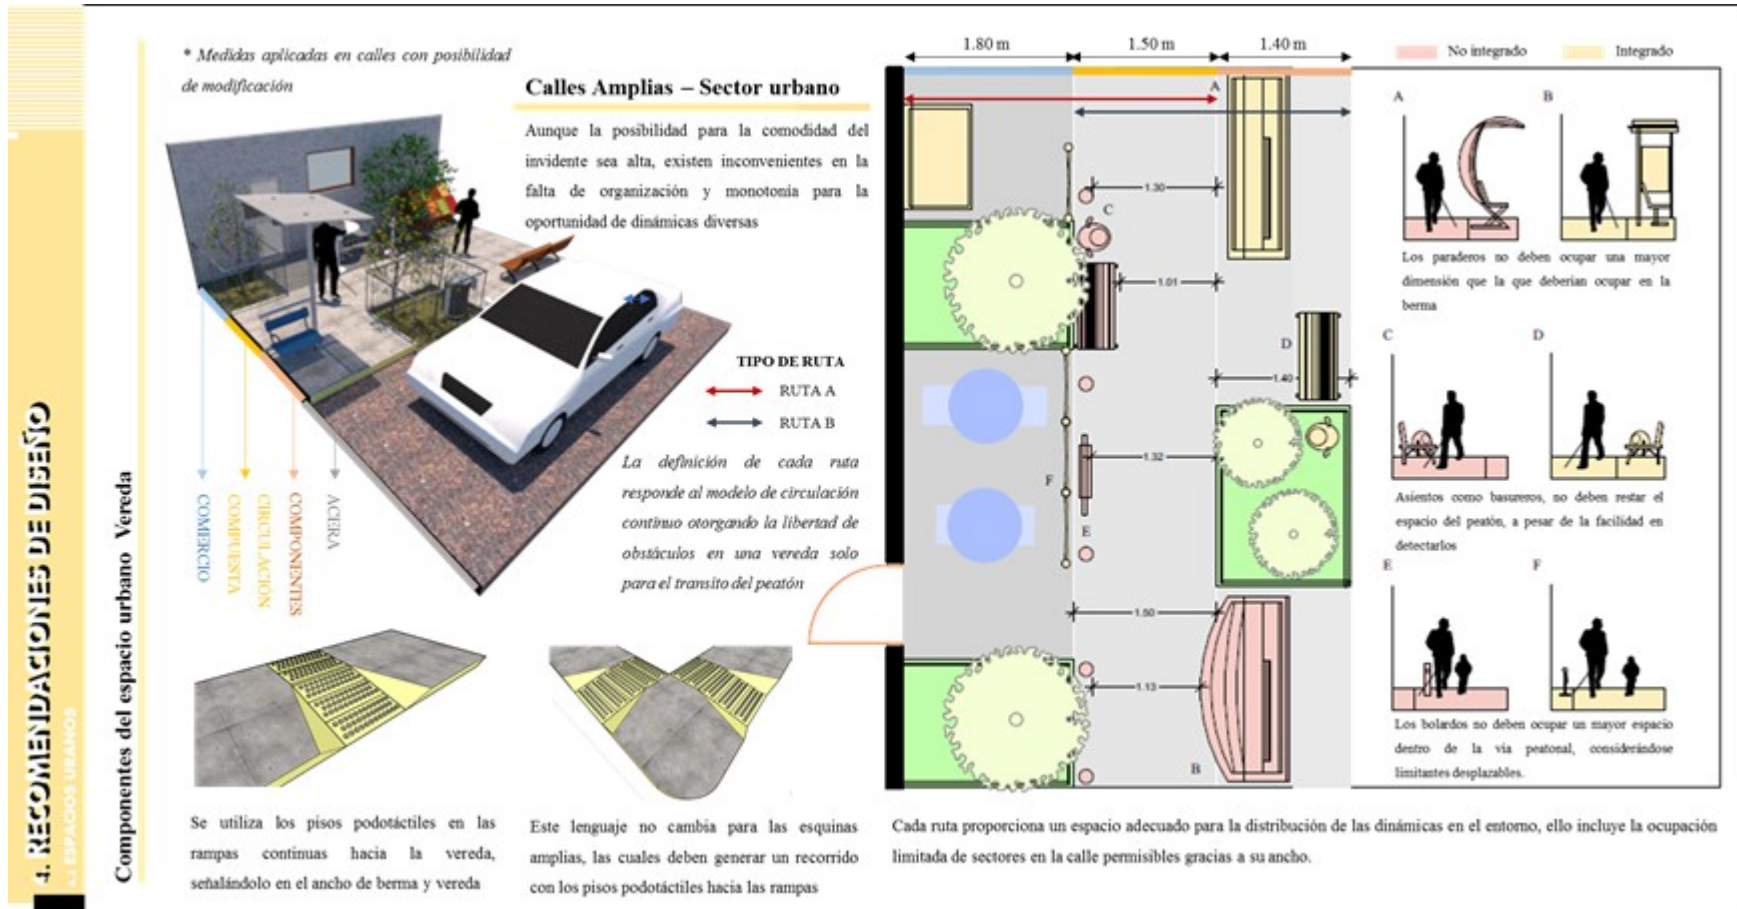 4. RECOMENDACIONES DE DISEÑO
4.2 ESPACIOS URBANOS
Componentes del espacio urbano Vereda
* Medidas aplicadas en calles con posibilidad
de modificación
Calles Amplias – Sector urbano
Aunque la posibilidad para la comodidad del
invidente sea alta, existen inconvenientes en la
falta de organización y monotonía para la
oportunidad de dinámicas diversas
TIPO DE RUTA
RUTA A
RUTA B
La definición de cada ruta
responde al modelo de circulación
continuo otorgando la libertad de
obstáculos en una vereda solo
para el transito del peatón
COMERCIO
COMPUESTA
CIRCULACIÓN
COMPONENTES
ACERA
Se utiliza los pisos podotáctiles en las
rampas continuas hacia la vereda,
señalándolo en el ancho de berma y vereda
Este lenguaje no cambia para las esquinas
amplias, las cuales deben generar un recorrido
con los pisos podotáctiles hacia las rampas
1.80 m
1.50 m
1.40 m
A
1.30
C
1.01
D
1.40
1.32
F
E
1.50
1.13
B
Cada ruta proporciona un espacio adecuado para la distribución de las dinámicas en el entorno, ello incluye la ocupación
limitada de sectores en la calle permisibles gracias a su ancho.
No integrado
Integrado
A
B
Los paraderos no deben ocupar una mayor
dimensión que la que deberían ocupar en la
berma
C
D
Asientos como basureros, no deben restar el
espacio del peatón, a pesar de la facilidad en
detectarlos
E
F
Los bolardos no deben ocupar un mayor espacio
dentro de la via peatonal, considerándose
limitantes desplazables.